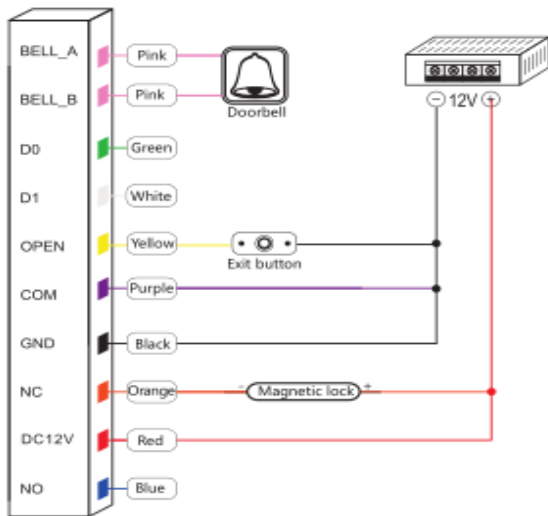 BELL_A Pink
BELL_B Pink
Doorbell
− 12V +
D0 Green
D1 White
OPEN Yellow
Exit button
COM Purple
GND Black
NC Orange - Magnetic lock +
DC12V Red
NO Blue